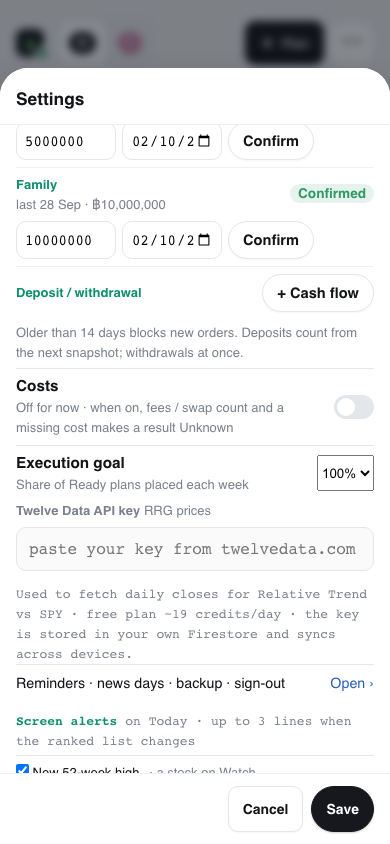 Settings
5000000 02/10/2 Confirm
Family
last 28 Sep · ฿10,000,000
Confirmed
10000000 02/10/2 Confirm
Deposit / withdrawal
+ Cash flow
Older than 14 days blocks new orders. Deposits count from
the next snapshot; withdrawals at once.
Costs
Off for now · when on, fees / swap count and a
missing cost makes a result Unknown
Execution goal
Share of Ready plans placed each week
100%
Twelve Data API key RRG prices
paste your key from twelvedata.com
Used to fetch daily closes for Relative Trend
vs SPY · free plan ~19 credits/day · the key
is stored in your own Firestore and syncs
across devices.
Reminders · news days · backup · sign-out
Open ›
Screen alerts on Today · up to 3 lines when
the ranked list changes
New 52-week high · a stock on Watch
Cancel
Save